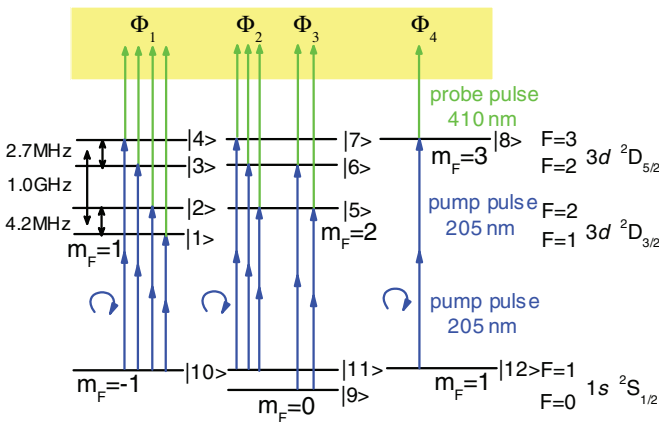 Φ1 Φ2 Φ3 Φ4
probe pulse
410 nm
2.7MHz |4> |7> |8> F=3
m_F=3
|3> |6> F=2 3d ²D5/2
1.0GHz
|2> |5> pump pulse F=2
4.2MHz m_F=2 205 nm 3d ²D3/2
m_F=1 |1> F=1
pump pulse
205 nm
|10> |11> |12> F=1
m_F=-1 m_F=1 1s ²S1/2
|9> F=0
m_F=0